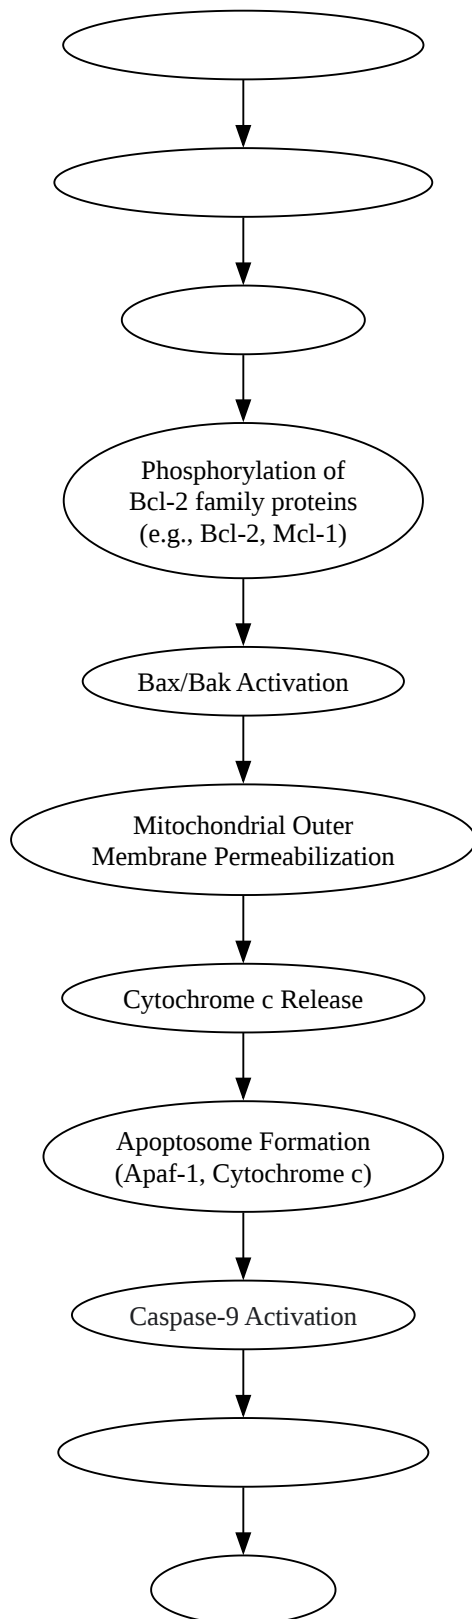 Phosphorylation of
Bcl-2 family proteins
(e.g., Bcl-2, Mcl-1)
Bax/Bak Activation
Mitochondrial Outer
Membrane Permeabilization
Cytochrome c Release
Apoptosome Formation
(Apaf-1, Cytochrome c)
Caspase-9 Activation